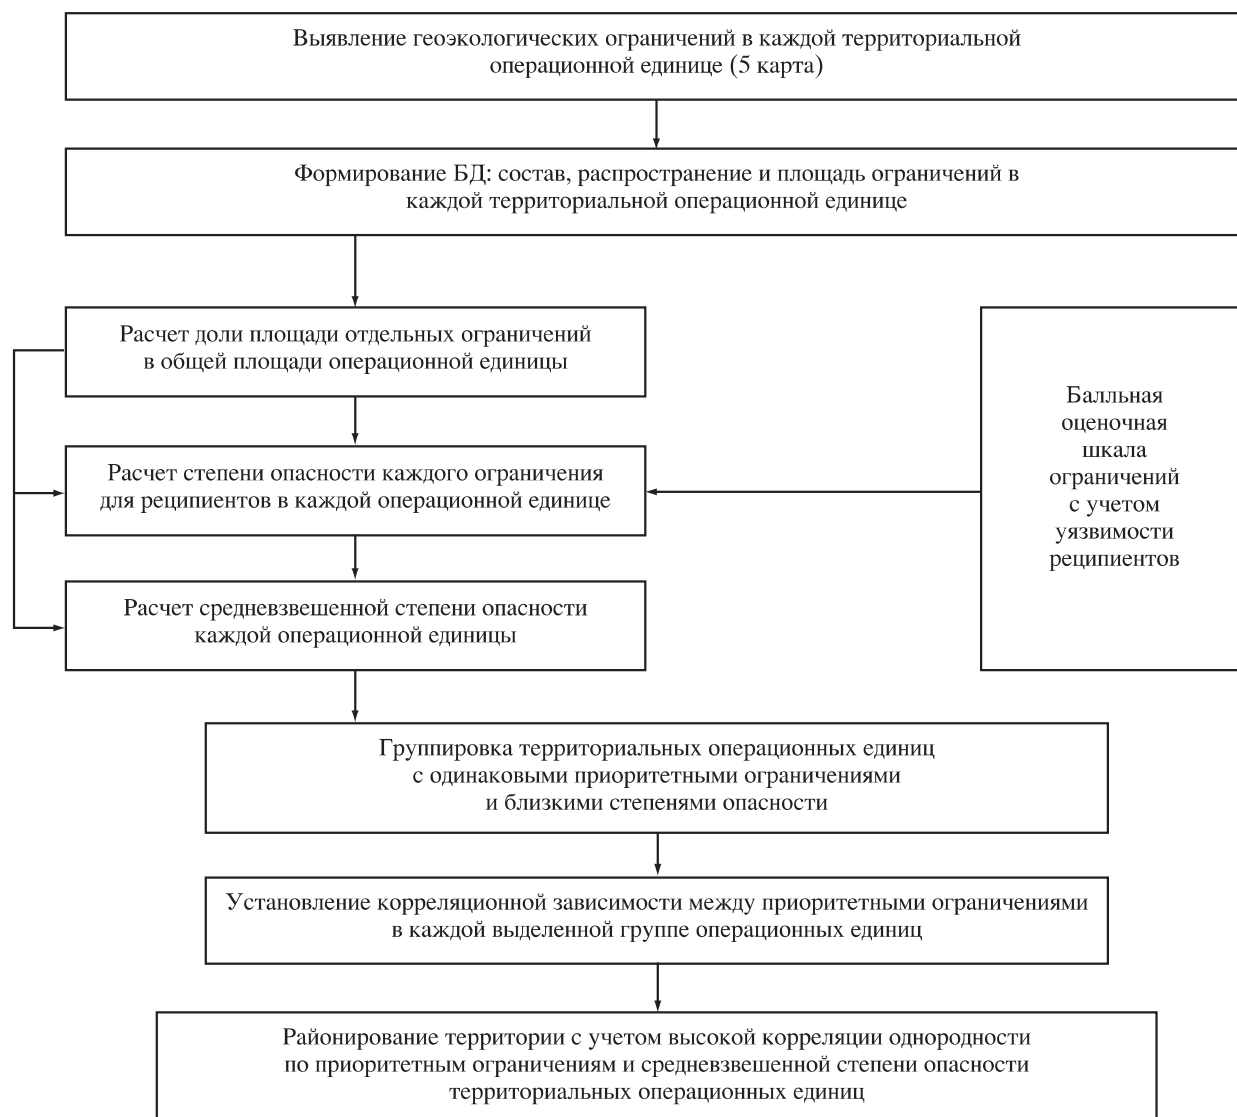 Выявление геоэкологических ограничений в каждой территориальной
операционной единице (5 карта)
Формирование БД: состав, распространение и площадь ограничений в
каждой территориальной операционной единице
Расчет доли площади отдельных ограничений
в общей площади операционной единицы
Расчет степени опасности каждого ограничения
для реципиентов в каждой операционной единице
Расчет средневзвешенной степени опасности
каждой операционной единицы
Балльная
оценочная
шкала
ограничений
с учетом
уязвимости
реципиентов
Группировка территориальных операционных единиц
с одинаковыми приоритетными ограничениями
и близкими степенями опасности
Установление корреляционной зависимости между приоритетными ограничениями
в каждой выделенной группе операционных единиц
Районирование территории с учетом высокой корреляции однородности
по приоритетным ограничениям и средневзвешенной степени опасности
территориальных операционных единиц